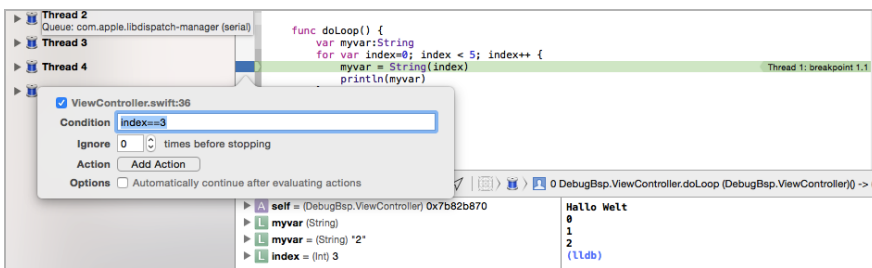 Thread 2
Queue: com.apple.libdispatch-manager (serial)
Thread 3
Thread 4
func doLoop() {
var myvar:String
for var index=0; index < 5; index++ {
myvar = String(index)
Thread 1: breakpoint 1.1
println(myvar)
ViewController.swift:36
Condition index==3
Ignore 0 times before stopping
Action Add Action
Options Automatically continue after evaluating actions
0 DebugBsp.ViewController.doLoop (DebugBsp.ViewController)() ->
A self = (DebugBsp.ViewController) 0x7b82b870
L myvar (String)
L myvar = (String) "2"
L index = (Int) 3
Hallo Welt
0
1
2
(lldb)